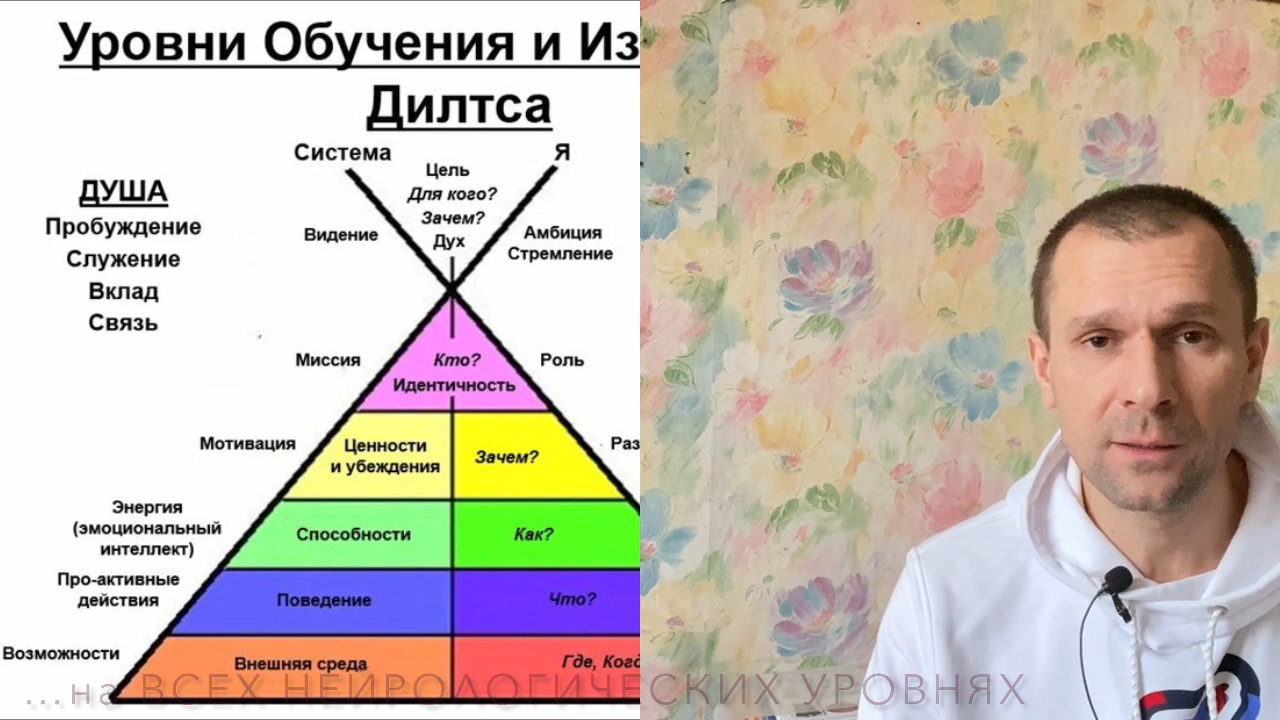 Уровни Обучения и Из
Дилтса
Система
Я
Цель
Для кого?
Зачем?
Дух
ДУША
Пробуждение
Служение
Вклад
Связь
Видение
Амбиция
Стремление
Миссия
Кто?
Идентичность
Роль
Мотивация
Ценности
и убеждения
Зачем?
Раз
Энергия
(эмоциональный
интеллект)
Способности
Как?
Про-активные
действия
Поведение
Что?
Возможности
Внешняя среда
Где, Ког
...на ВСЕХ НЕЙРОЛОГИЧЕСКИХ УРОВНЯХ